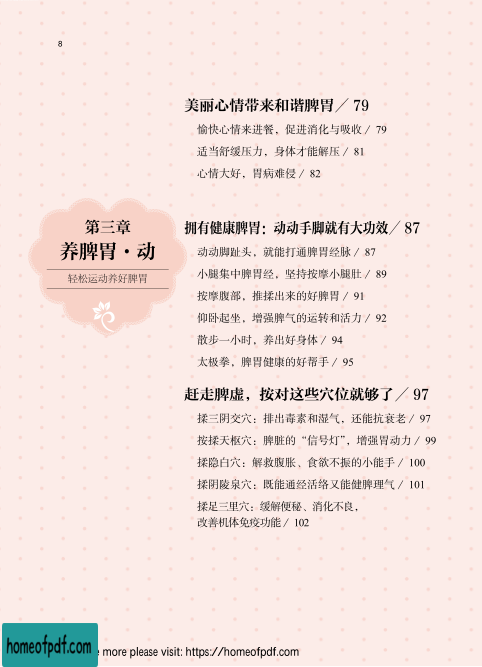 8
美丽心情带来和谐脾胃／79
愉快心情来进餐，促进消化与吸收／79
适当舒缓压力，身体才能解压／81
心情大好，胃病难侵／82
第三章
养脾胃·动
轻松运动养好脾胃
拥有健康脾胃：动动手脚就有大功效／87
动动脚趾头，就能打通脾胃经脉／87
小腿集中脾胃经，坚持按摩小腿肚／89
按摩腹部，推揉出来的好脾胃／91
仰卧起坐，增强脾气的运转和活力／92
散步一小时，养出好身体／94
太极拳，脾胃健康的好帮手／95
赶走脾虚，按对这些穴位就够了／97
揉三阴交穴：排出毒素和湿气，还能抗衰老／97
按揉天枢穴：脾脏的“信号灯”，增强胃动力／99
揉隐白穴：解救腹胀、食欲不振的小能手／100
揉阴陵泉穴：既能通经活络又能健脾理气／101
揉足三里穴：缓解便秘、消化不良，
改善机体免疫功能／102
homeofpdf.com
e more please visit: https://homeofpdf.com